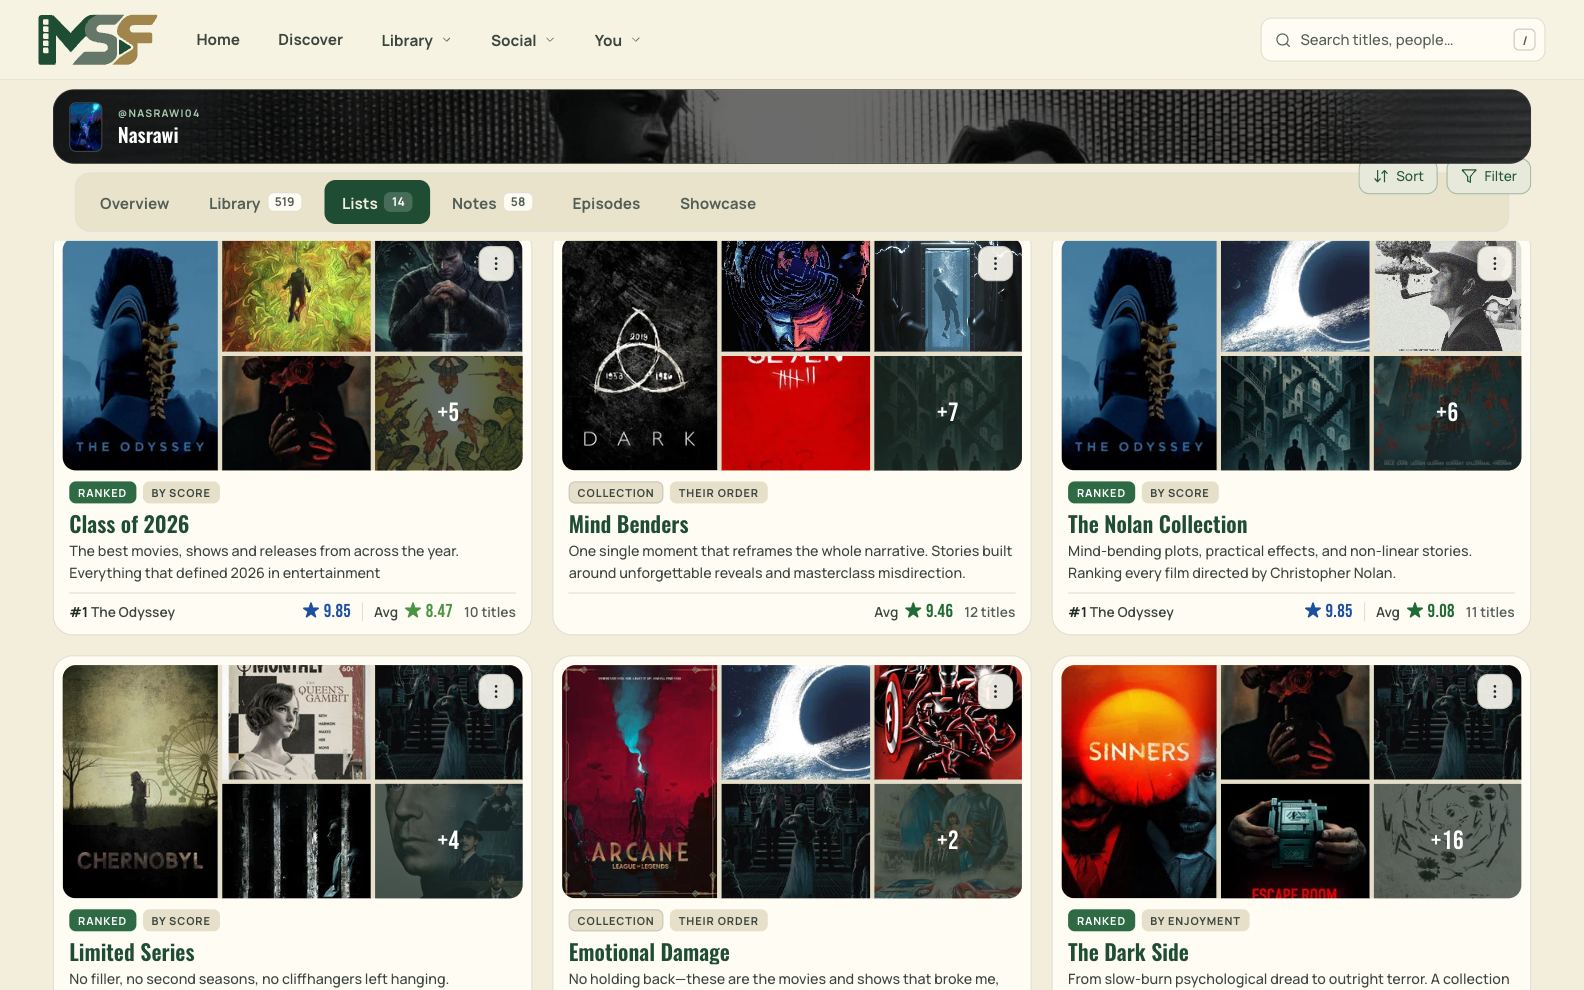 MSF
Home
Discover
Library
Social
You
Search titles, people...
/
@NASRAWI04
Nasrawi
Sort
Filter
Overview
Library 519
Lists 14
Notes 58
Episodes
Showcase
THE ODYSSEY
+5
RANKED
BY SCORE
Class of 2026
The best movies, shows and releases from across the year.
Everything that defined 2026 in entertainment
#1 The Odyssey
9.85
Avg 8.47
10 titles
2019
1953
1986
DARK
SE7EN
+7
COLLECTION
THEIR ORDER
Mind Benders
One single moment that reframes the whole narrative. Stories built
around unforgettable reveals and masterclass misdirection.
Avg 9.46
12 titles
THE ODYSSEY
+6
RANKED
BY SCORE
The Nolan Collection
Mind-bending plots, practical effects, and non-linear stories.
Ranking every film directed by Christopher Nolan.
#1 The Odyssey
9.85
Avg 9.08
11 titles
CHERNOBYL
MONTHLY
60¢
THE
QUEEN'S
GAMBIT
BETH
HARMON
MAKES
HER
MOVE
+4
RANKED
BY SCORE
Limited Series
No filler, no second seasons, no cliffhangers left hanging.
ARCANE
LEAGUE OF LEGENDS
+2
COLLECTION
THEIR ORDER
Emotional Damage
No holding back—these are the movies and shows that broke me,
SINNERS
ESCAPE ROOM
+16
RANKED
BY ENJOYMENT
The Dark Side
From slow-burn psychological dread to outright terror. A collection